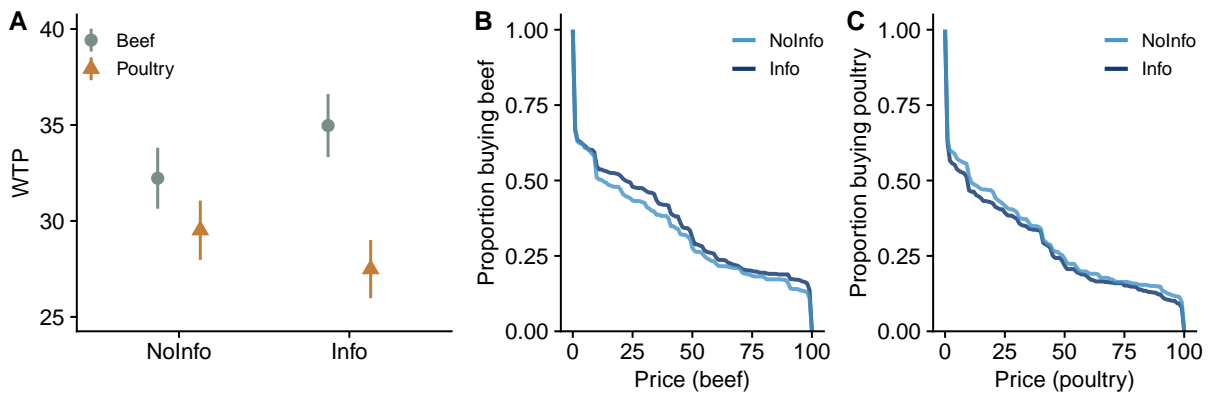 A
40
35
30
25
WTP
Beef
Poultry
NoInfo
Info
B
1.00
0.75
0.50
0.25
0.00
Proportion buying beef
NoInfo
Info
0
25
50
75
100
Price (beef)
C
1.00
0.75
0.50
0.25
0.00
Proportion buying poultry
NoInfo
Info
0
25
50
75
100
Price (poultry)